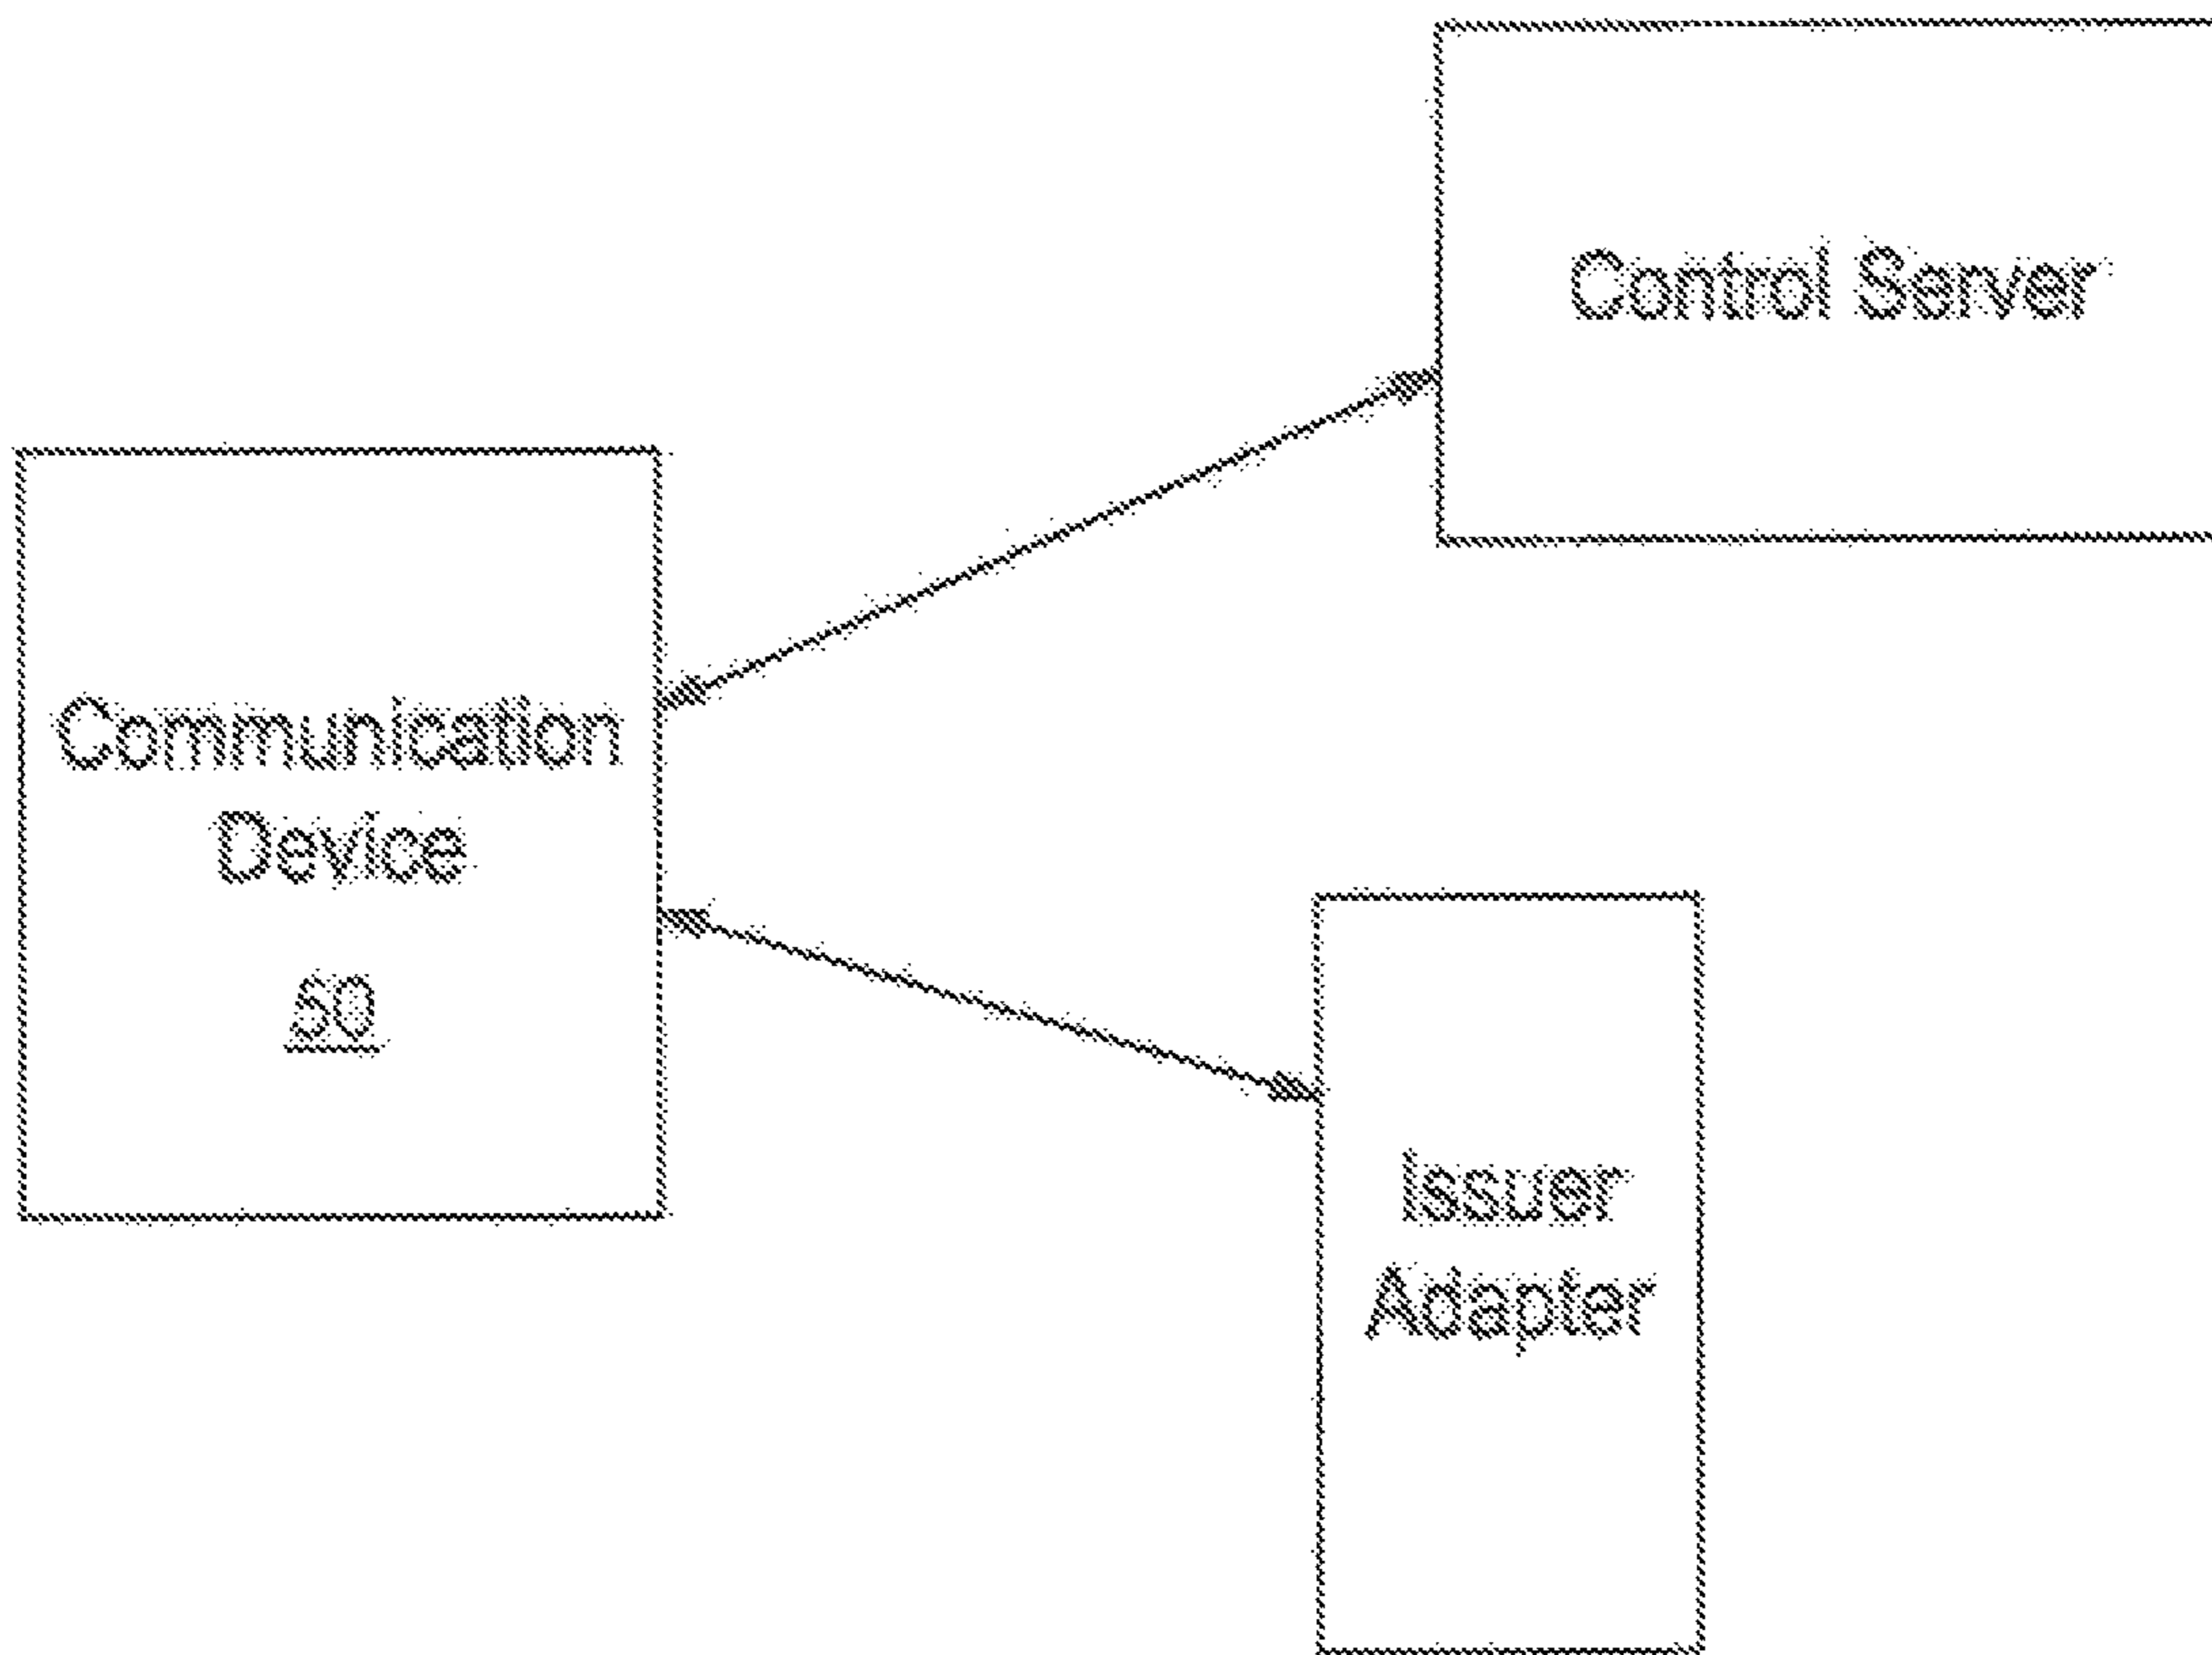 Control Server
Communication
Device
50
Issuer
Adapter